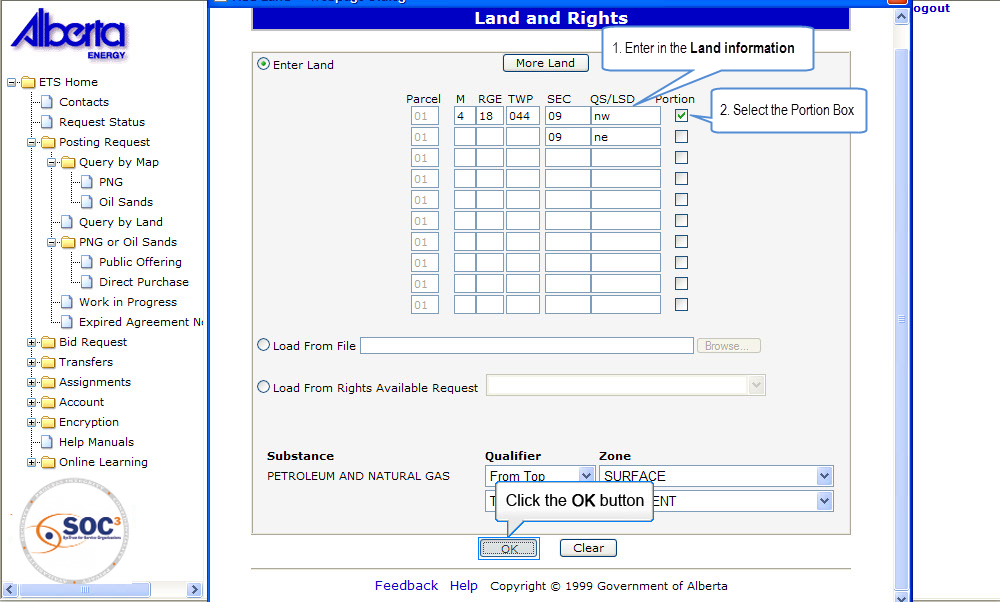 ogout
Alberta
ENERGY
ETS Home
Contacts
Request Status
Posting Request
Query by Map
PNG
Oil Sands
Query by Land
PNG or Oil Sands
Public Offering
Direct Purchase
Work in Progress
Expired Agreement
Bid Request
Transfers
Assignments
Account
Encryption
Help Manuals
Online Learning
SOC3
Land and Rights
1. Enter in the Land information
Enter Land More Land
Parcel M RGE TWP SEC QS/LSD Portion
01 4 18 044 09 nw
2. Select the Portion Box
01 09 ne
01
01
01
01
01
01
01
01
Load From File Browse...
Load From Rights Available Request
Substance Qualifier Zone
PETROLEUM AND NATURAL GAS From Top SURFACE
Click the OK button
OK Clear
Feedback Help Copyright © 1999 Government of Alberta